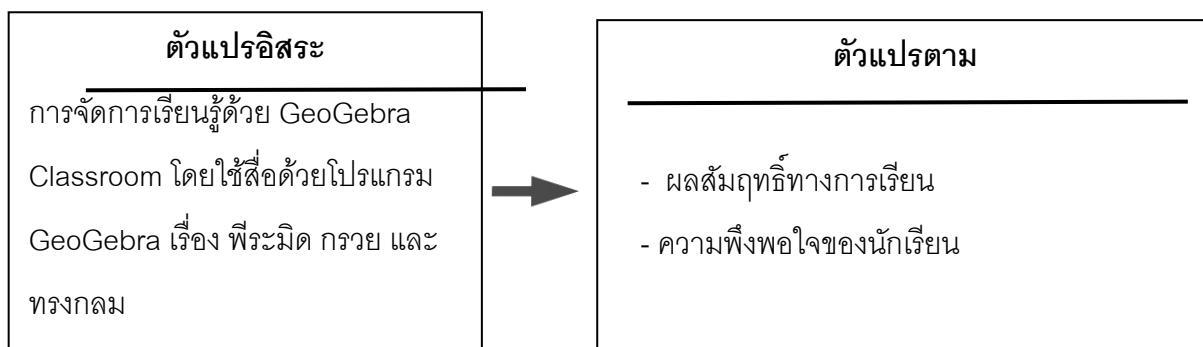 ตัวแปรอิสระ
การจัดการเรียนรู้ด้วย GeoGebra
Classroom โดยใช้สื่อด้วยโปรแกรม
GeoGebra เรื่อง พีระมิด กรวย และ
ทรงกลม
ตัวแปรตาม
- ผลสัมฤทธิ์ทางการเรียน
- ความพึงพอใจของนักเรียน